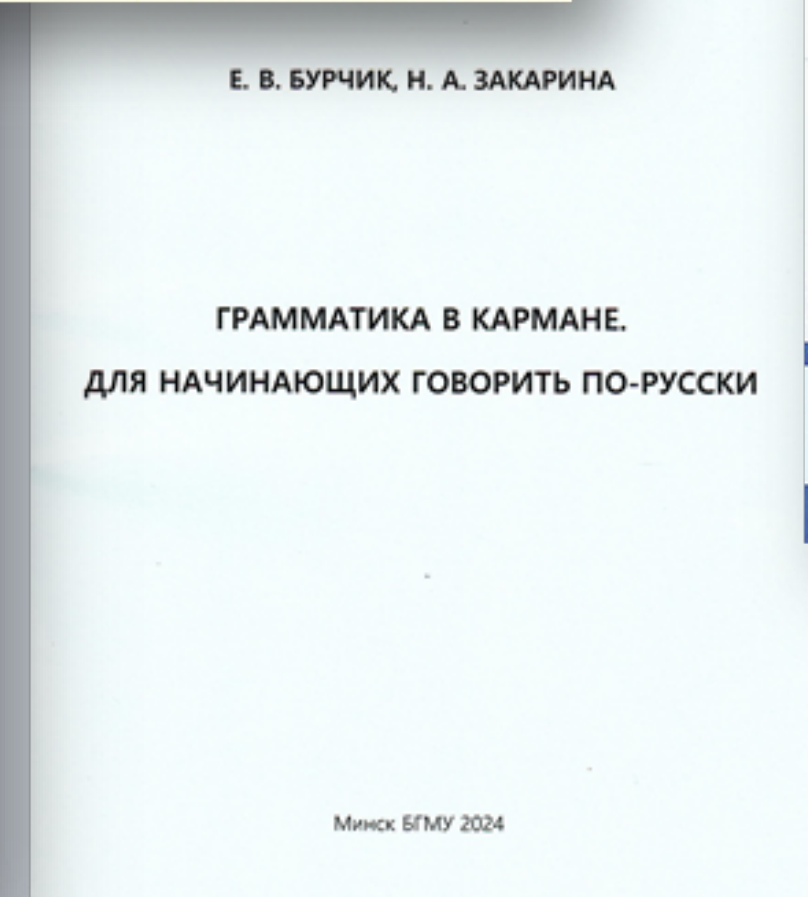 Е. В. БУРЧИК, Н. А. ЗАКАРИНА
ГРАММАТИКА В КАРМАНЕ.
ДЛЯ НАЧИНАЮЩИХ ГОВОРИТЬ ПО-РУССКИ
Минск БГМУ 2024